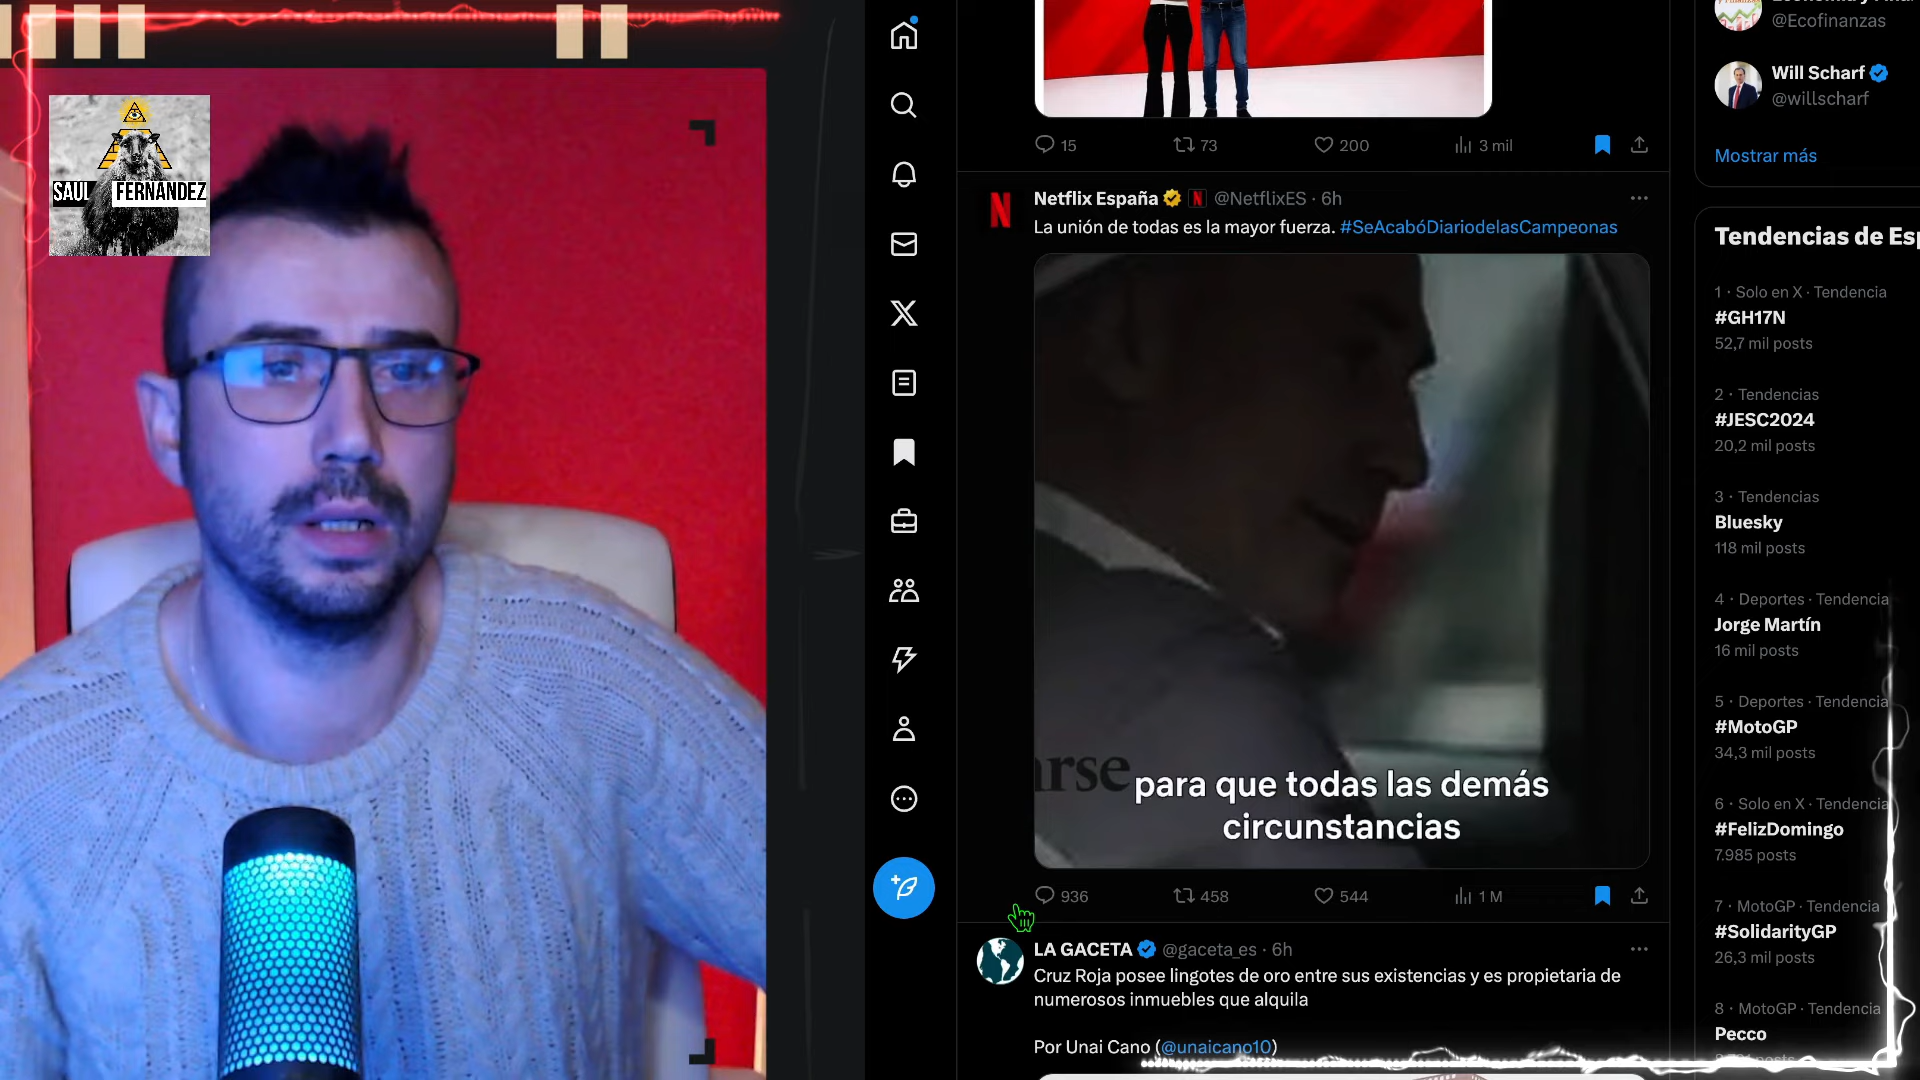 SAUL FERNANDEZ
15
73
200
3 mil
Netflix España @NetflixES · 6h
La unión de todas es la mayor fuerza. #SeAcabóDiariodelasCampeonas
N
N
arse
para que todas las demás
circunstancias
936
458
544
1 M
LA GACETA @gaceta_es · 6h
Cruz Roja posee lingotes de oro entre sus existencias y es propietaria de
numerosos inmuebles que alquila
Por Unai Cano (@unaicano10)
@Ecofinanzas
Will Scharf
@willscharf
Mostrar más
Tendencias de Esp
1 · Solo en X · Tendencia
#GH17N
52,7 mil posts
2 · Tendencias
#JESC2024
20,2 mil posts
3 · Tendencias
Bluesky
118 mil posts
4 · Deportes · Tendencia
Jorge Martín
16 mil posts
5 · Deportes · Tendencia
#MotoGP
34,3 mil posts
6 · Solo en X · Tendencia
#FelizDomingo
7.985 posts
7 · MotoGP · Tendencia
#SolidarityGP
26,3 mil posts
8 · MotoGP · Tendencia
Pecco